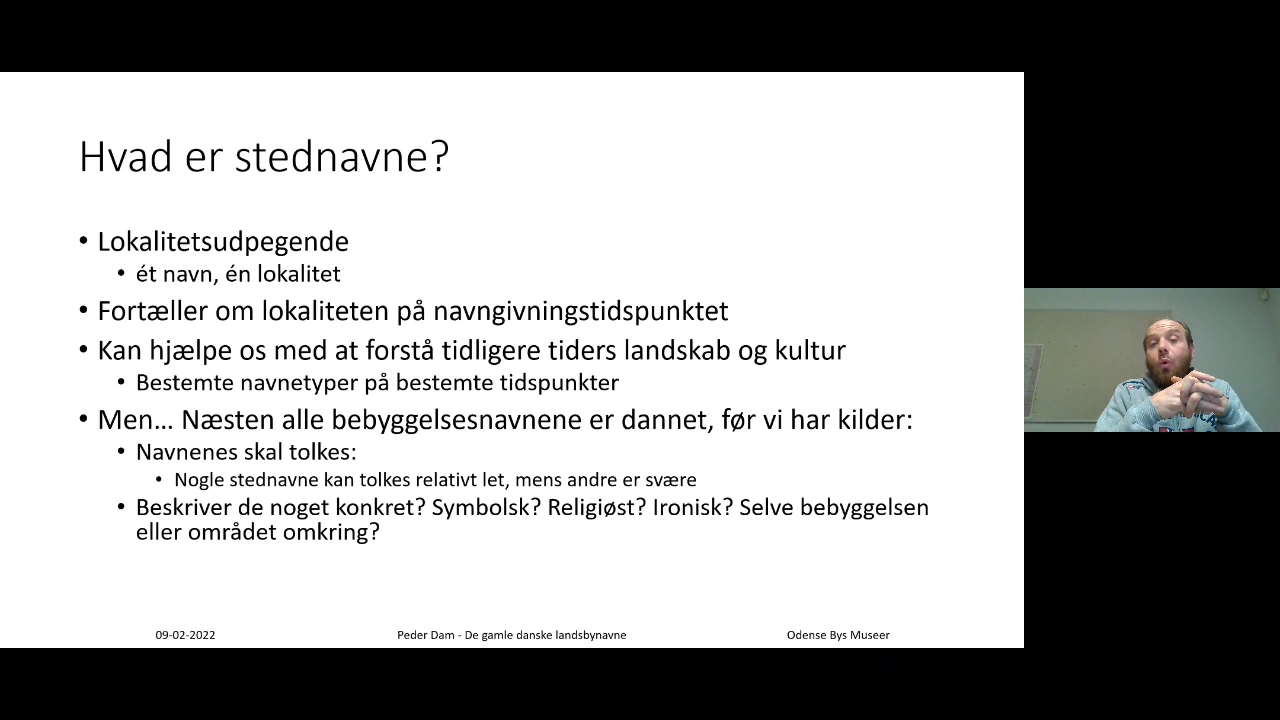 Hvad er stednavne?
• Lokalitetsudpegende
• ét navn, én lokalitet
• Fortæller om lokaliteten på navngivningstidspunktet
• Kan hjælpe os med at forstå tidligere tiders landskab og kultur
• Bestemte navnetyper på bestemte tidspunkter
• Men... Næsten alle bebyggelsesnavnene er dannet, før vi har kilder:
• Navnenes skal tolkes:
• Nogle stednavne kan tolkes relativt let, mens andre er svære
• Beskriver de noget konkret? Symbolsk? Religiøst? Ironisk? Selve bebyggelsen
eller området omkring?
09-02-2022
Peder Dam - De gamle danske landsbynavne
Odense Bys Museer